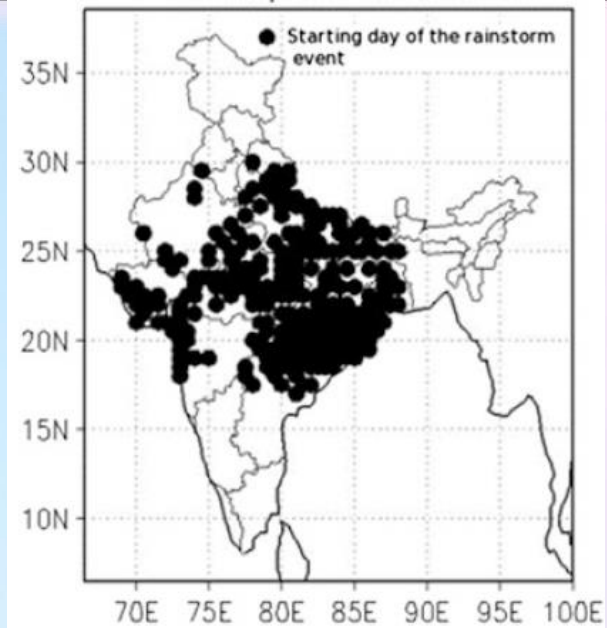 Starting day of the rainstorm
event
35N
30N
25N
20N
15N
10N
70E 75E 80E 85E 90E 95E 100E